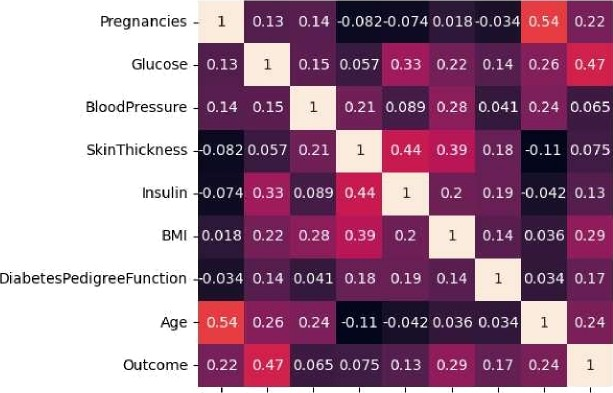 Pregnancies 1 0.13 0.14 -0.082 -0.074 0.018 -0.034 0.54 0.22
Glucose 0.13 1 0.15 0.057 0.33 0.22 0.14 0.26 0.47
BloodPressure 0.14 0.15 1 0.21 0.089 0.28 0.041 0.24 0.065
SkinThickness -0.082 0.057 0.21 1 0.44 0.39 0.18 -0.11 0.075
Insulin -0.074 0.33 0.089 0.44 1 0.2 0.19 -0.042 0.13
BMI 0.018 0.22 0.28 0.39 0.2 1 0.14 0.036 0.29
DiabetesPedigreeFunction -0.034 0.14 0.041 0.18 0.19 0.14 1 0.034 0.17
Age 0.54 0.26 0.24 -0.11 -0.042 0.036 0.034 1 0.24
Outcome 0.22 0.47 0.065 0.075 0.13 0.29 0.17 0.24 1